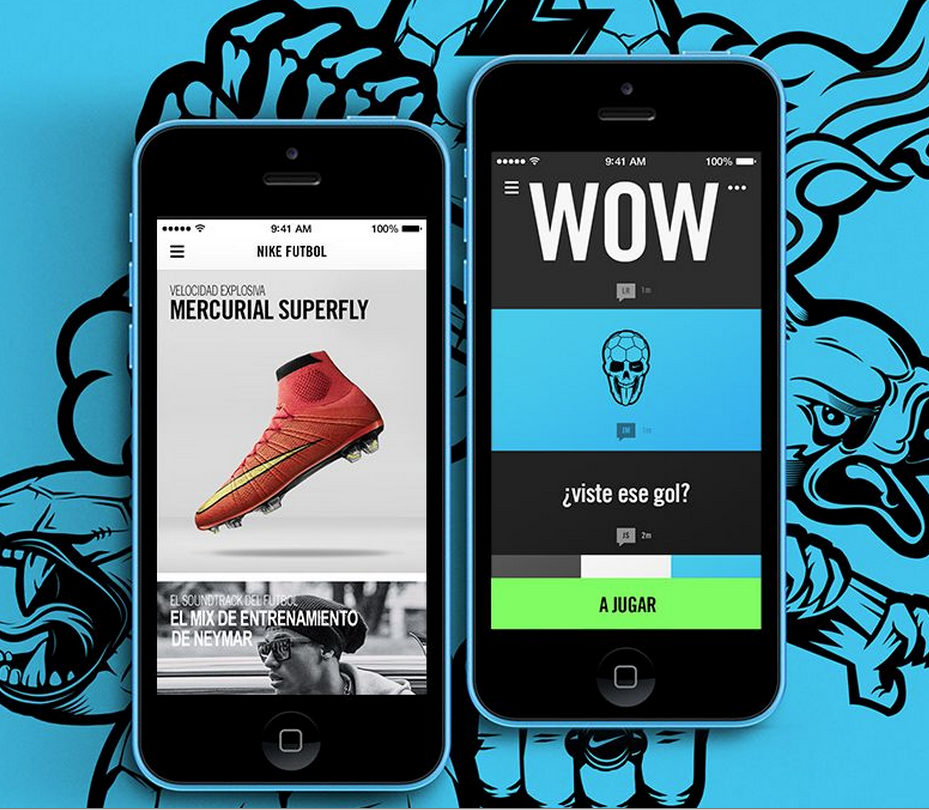 9:41 AM 100%
NIKE FUTBOL
VELOCIDAD EXPLOSIVA
MERCURIAL SUPERFLY
EL SOUNDTRACK DEL FUTBOL
EL MIX DE ENTRENAMIENTO
DE NEYMAR
9:41 AM 100%
WOW
LR 1m
JM 1m
¿viste ese gol?
JS 2m
A JUGAR